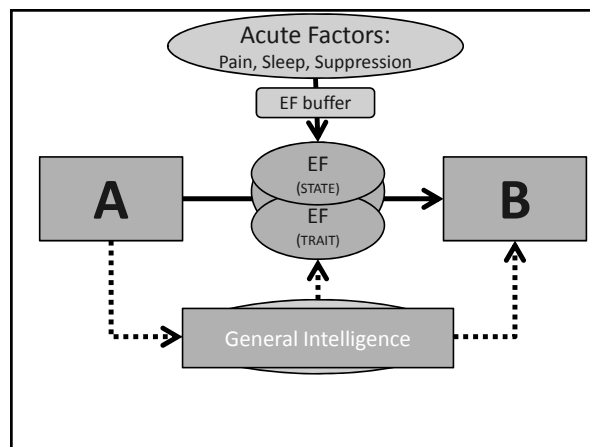 Acute Factors:
Pain, Sleep, Suppression
EF buffer
EF
(STATE)
A
B
EF
(TRAIT)
General Intelligence